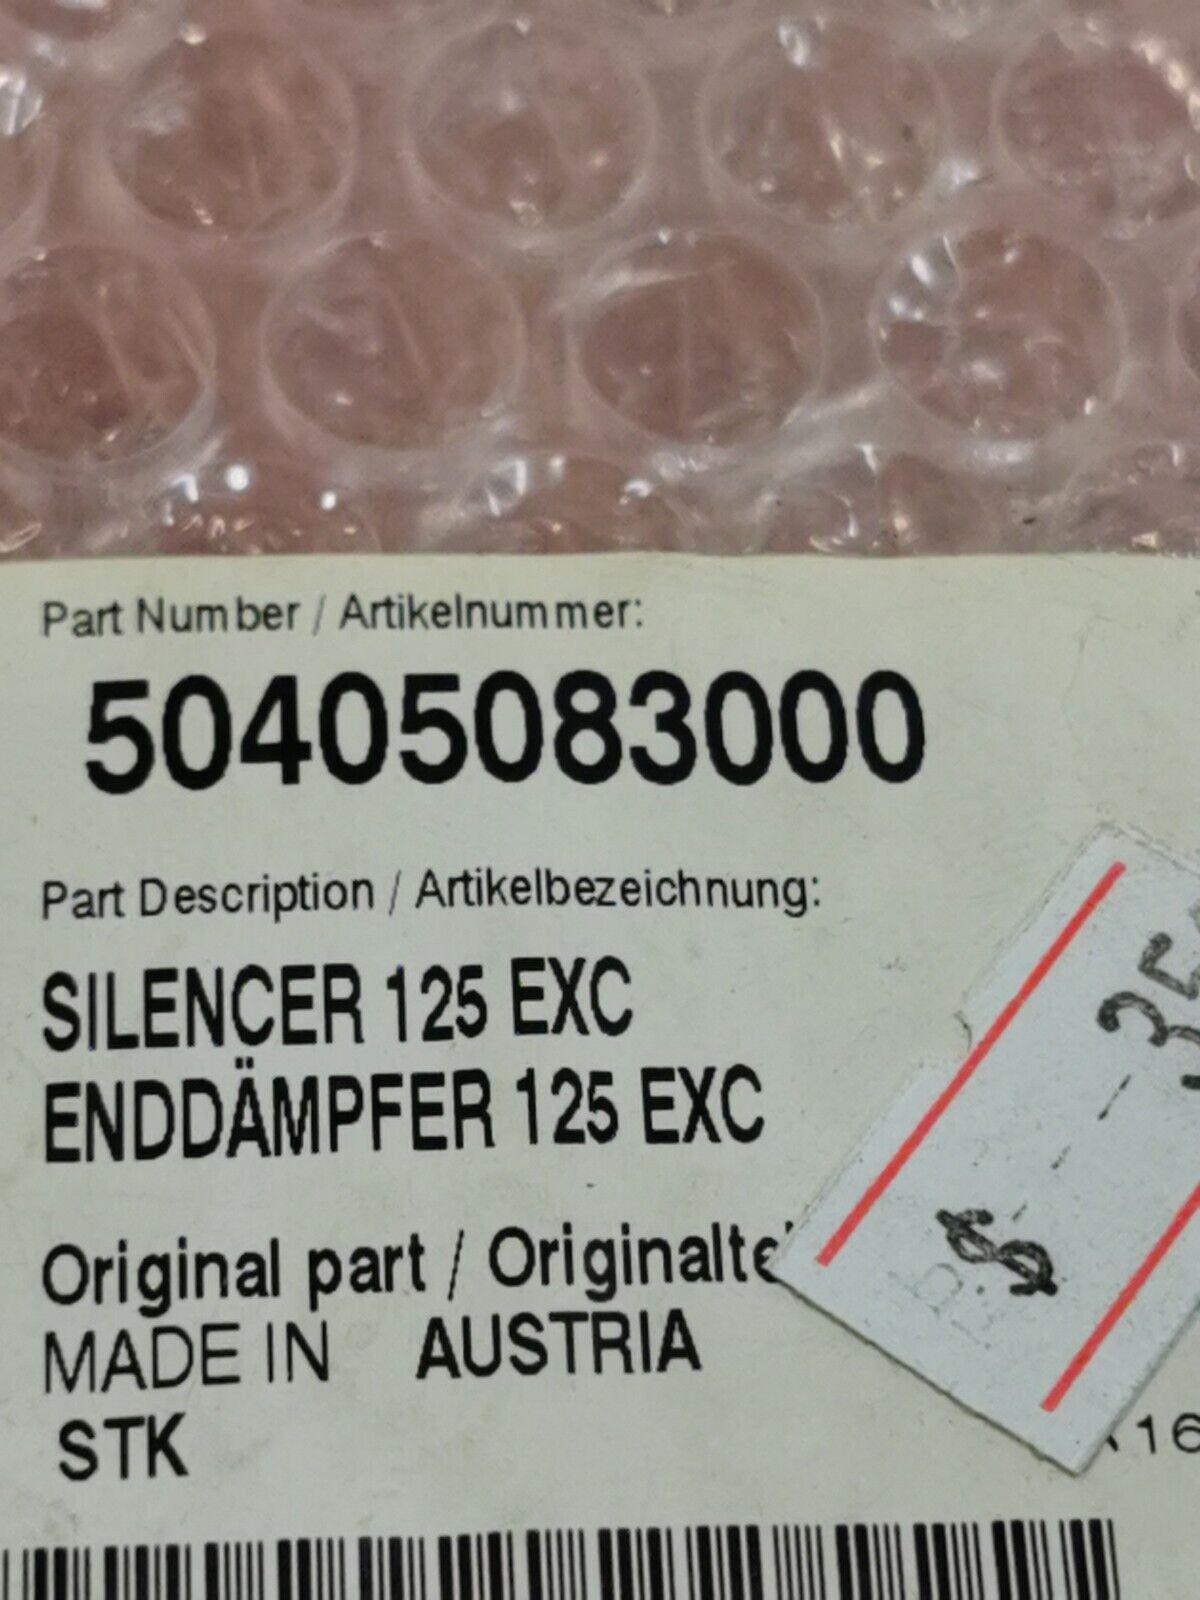 Part Number / Artikelnummer:
50405083000
Part Description / Artikelbezeichnung:
SILENCER 125 EXC
ENDDÄMPFER 125 EXC
Original part /
MADE IN AUSTRIA
STK
$